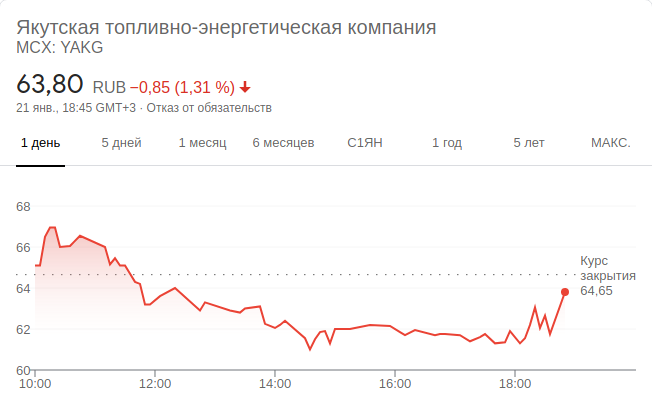 Якутская топливно-энергетическая компания
MCX: YAKG
63,80 RUB −0,85 (1,31 %)
21 янв., 18:45 GMT+3 · Отказ от обязательств
1 день 5 дней 1 месяц 6 месяцев С1ЯН 1 год 5 лет МАКС.
68
66
Курс
закрытия
64,65
64
62
60
10:00 12:00 14:00 16:00 18:00